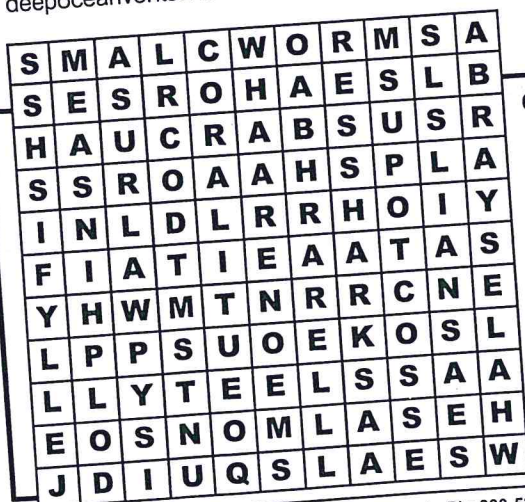 S M A L C W O R M S A
S E S R O H A E S L B
H A U C R A B S U S R
S S R O A A H S P L A
I N L D L R R H O I Y
F I A T I E A A T A S
Y H W M T N R R C N E
L P P S U O E K O S L
L L Y T E E L S S A A
E O S N O M L A S E H
J D I U Q S L A E S W